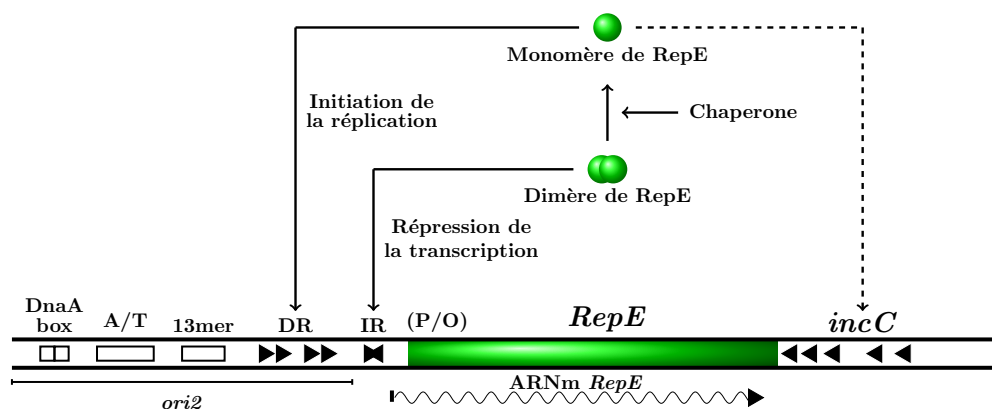 Monomère de RepE
Initiation de
la réplication
Chaperone
Dimère de RepE
Répression de
la transcription
DnaA
box
A/T
13mer
DR
IR
(P/O)
RepE
incC
ARNm RepE
ori2